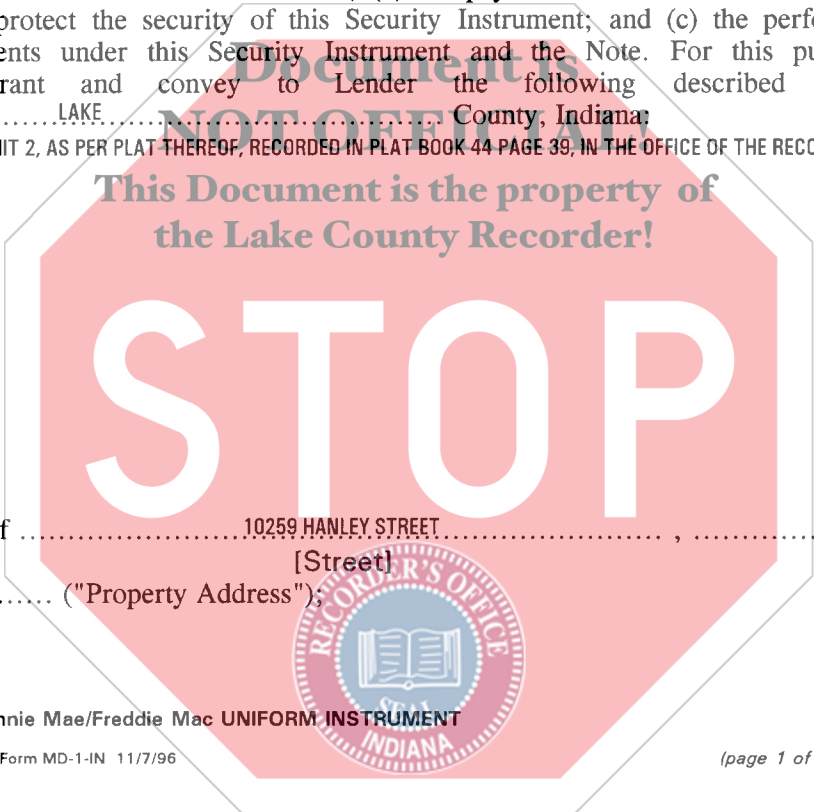 protect the security of this Security Instrument; and (c) the perfo
ents under this Security Instrument and the Note. For this pu
rant and convey to Lender the following described
LAKE County, Indiana:
IIT 2, AS PER PLAT THEREOF, RECORDED IN PLAT BOOK 44 PAGE 39, IN THE OFFICE OF THE RECO
Document is
NOT OFFICIAL!
This Document is the property of
the Lake County Recorder!
STOP
f 10259 HANLEY STREET ,
[Street]
("Property Address");
RECORDER'S OFFICE
SEAL
INDIANA
nnie Mae/Freddie Mac UNIFORM INSTRUMENT
Form MD-1-IN 11/7/96 (page 1 of